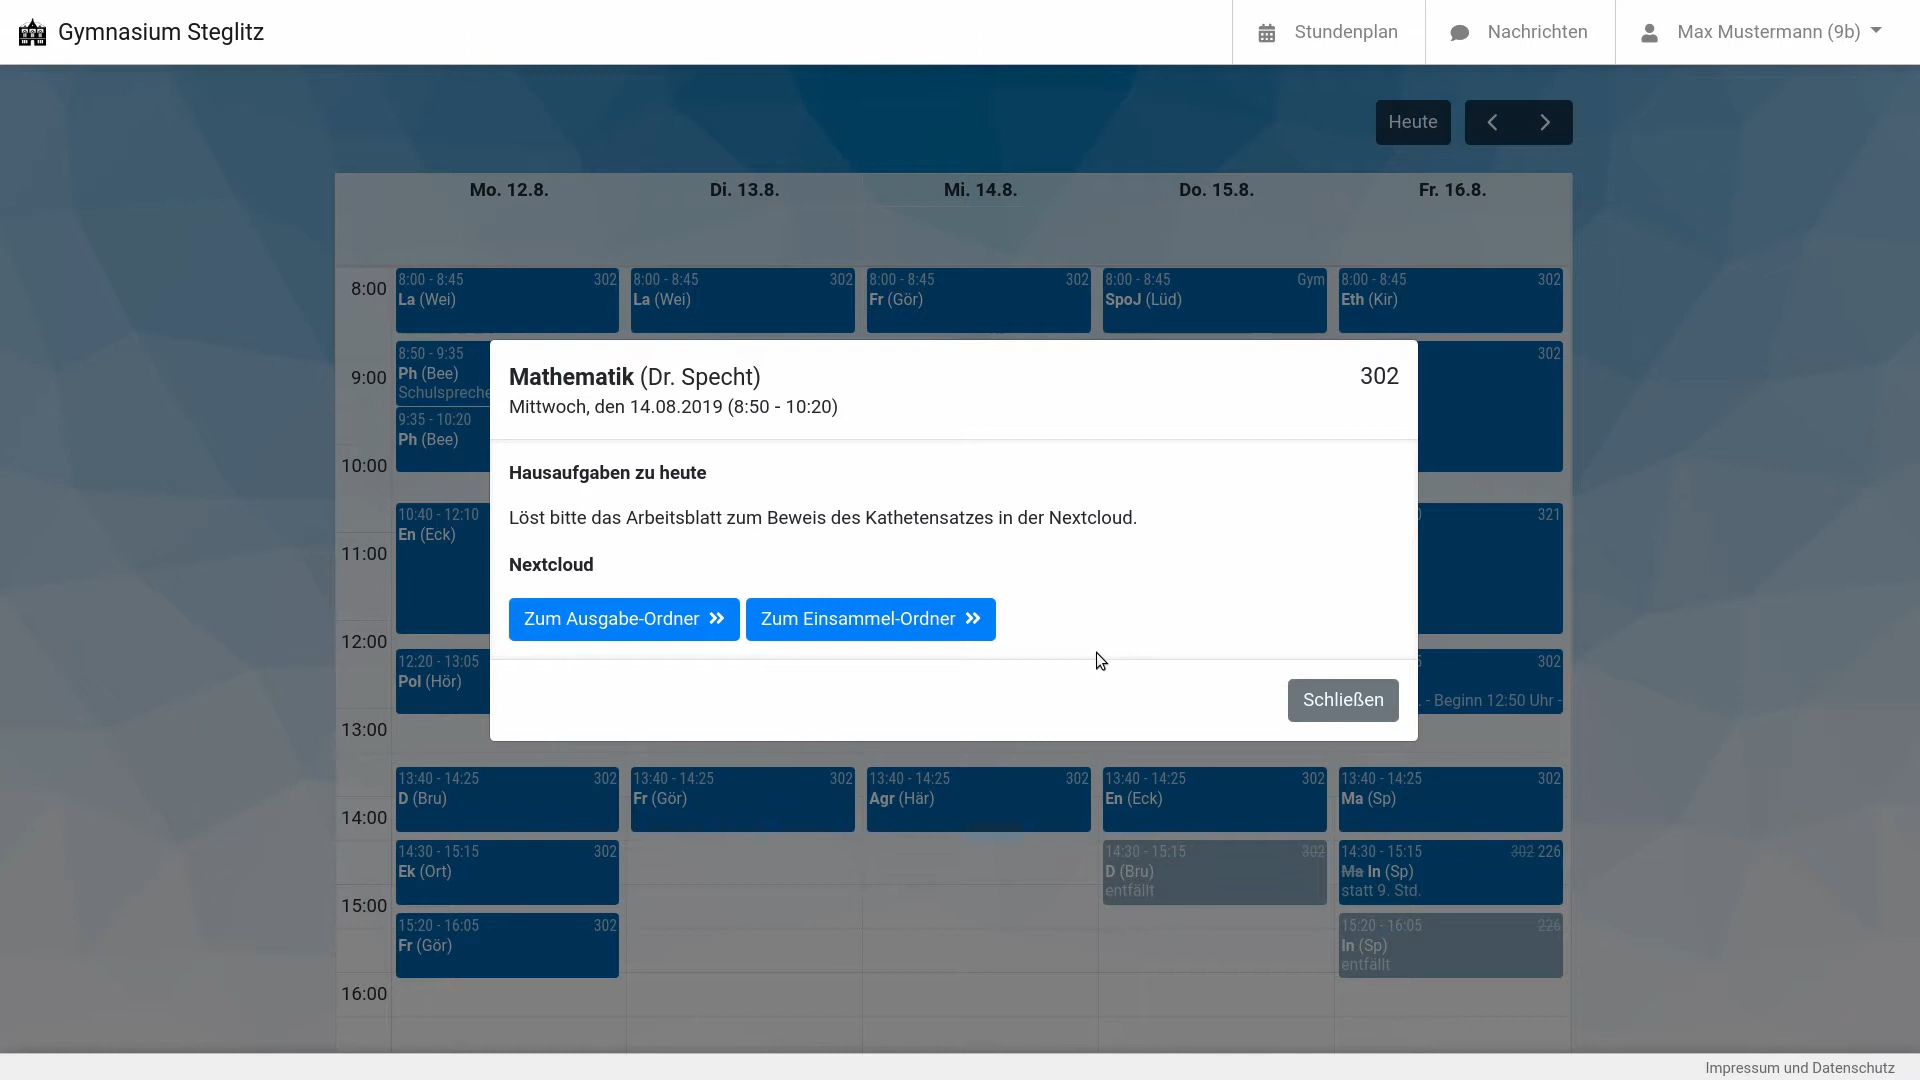 Gymnasium Steglitz
Stundenplan
Nachrichten
Max Mustermann (9b)
Heute
Mo. 12.8.
Di. 13.8.
Mi. 14.8.
Do. 15.8.
Fr. 16.8.
8:00
8:00 - 8:45 302
La (Wei)
8:00 - 8:45 302
La (Wei)
8:00 - 8:45 302
Fr (Gör)
8:00 - 8:45 Gym
SpoJ (Lüd)
8:00 - 8:45 302
Eth (Kir)
9:00
8:50 - 9:35
Ph (Bee)
Schulspreche
302
9:35 - 10:20
Ph (Bee)
Mathematik (Dr. Specht) 302
Mittwoch, den 14.08.2019 (8:50 - 10:20)
Hausaufgaben zu heute
Löst bitte das Arbeitsblatt zum Beweis des Kathetensatzes in der Nextcloud.
Nextcloud
Zum Ausgabe-Ordner
Zum Einsammel-Ordner
Schließen
10:00
10:40 - 12:10
En (Eck)
321
11:00
12:00
12:20 - 13:05
Pol (Hör)
302
. - Beginn 12:50 Uhr -
13:00
13:40 - 14:25 302
D (Bru)
13:40 - 14:25 302
Fr (Gör)
13:40 - 14:25 302
Agr (Här)
13:40 - 14:25 302
En (Eck)
13:40 - 14:25 302
Ma (Sp)
14:00
14:30 - 15:15 302
Ek (Ort)
14:30 - 15:15 302
D (Bru)
entfällt
14:30 - 15:15 302 226
Ma In (Sp)
statt 9. Std.
15:00
15:20 - 16:05 302
Fr (Gör)
15:20 - 16:05 226
In (Sp)
entfällt
16:00
Impressum und Datenschutz